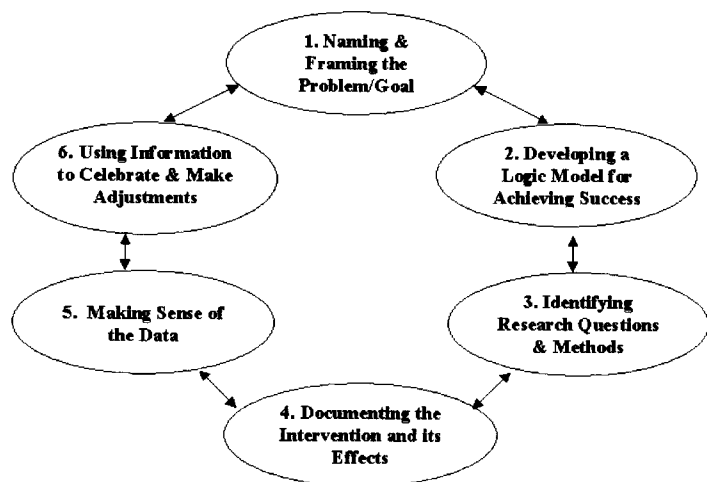 1. Naming &
Framing the
Problem/Goal
2. Developing a
Logic Model for
Achieving Success
3. Identifying
Research Questions
& Methods
4. Documenting the
Intervention and its
Effects
5. Making Sense of
the Data
6. Using Information
to Celebrate & Make
Adjustments